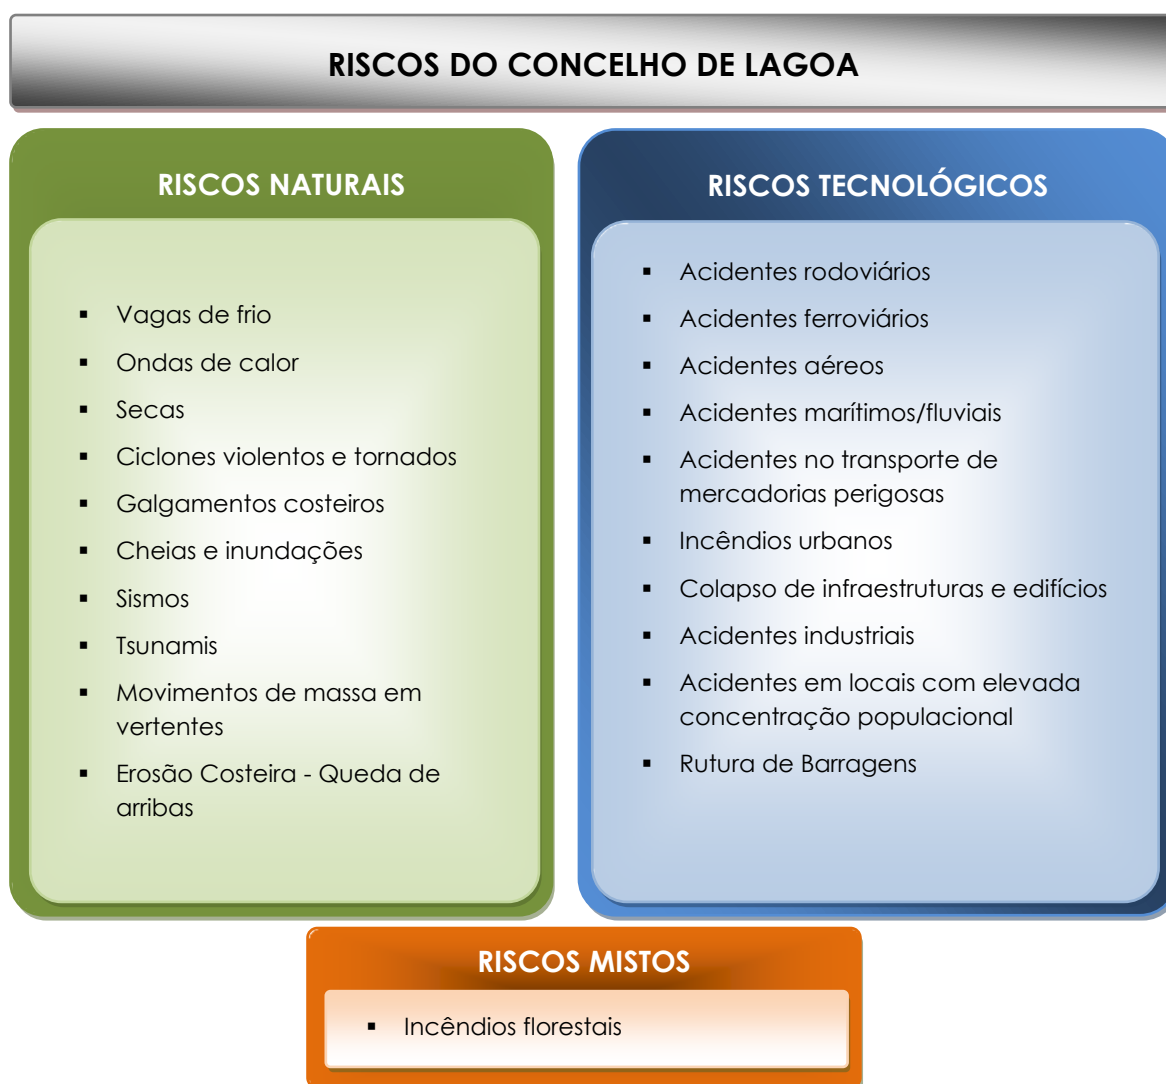 RISCOS DO CONCELHO DE LAGOA
RISCOS NATURAIS
▪ Vagas de frio
▪ Ondas de calor
▪ Secas
▪ Ciclones violentos e tornados
▪ Galgamentos costeiros
▪ Cheias e inundações
▪ Sismos
▪ Tsunamis
▪ Movimentos de massa em
vertentes
▪ Erosão Costeira - Queda de
arribas
RISCOS TECNOLÓGICOS
▪ Acidentes rodoviários
▪ Acidentes ferroviários
▪ Acidentes aéreos
▪ Acidentes marítimos/fluviais
▪ Acidentes no transporte de
mercadorias perigosas
▪ Incêndios urbanos
▪ Colapso de infraestruturas e edifícios
▪ Acidentes industriais
▪ Acidentes em locais com elevada
concentração populacional
▪ Rutura de Barragens
RISCOS MISTOS
▪ Incêndios florestais